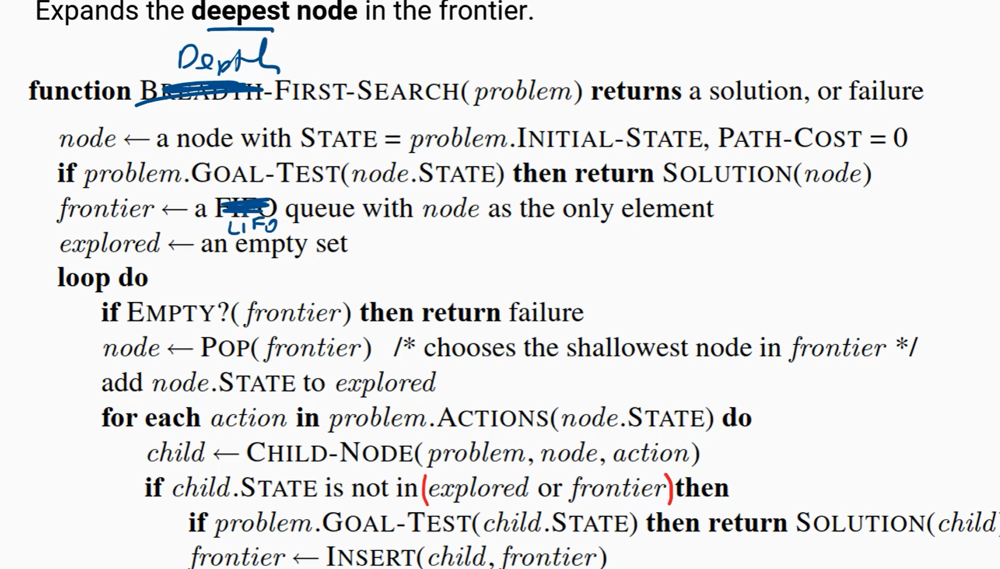 Expands the deepest node in the frontier.
Depth
function BREADTH-FIRST-SEARCH(problem) returns a solution, or failure
node ← a node with STATE = problem.INITIAL-STATE, PATH-COST = 0
if problem.GOAL-TEST(node.STATE) then return SOLUTION(node)
frontier ← a FIFO queue with node as the only element
LIFO
explored ← an empty set
loop do
if EMPTY?(frontier) then return failure
node ← POP(frontier) /* chooses the shallowest node in frontier */
add node.STATE to explored
for each action in problem.ACTIONS(node.STATE) do
child ← CHILD-NODE(problem, node, action)
if child.STATE is not in (explored or frontier) then
if problem.GOAL-TEST(child.STATE) then return SOLUTION(child)
frontier ← INSERT(child, frontier)